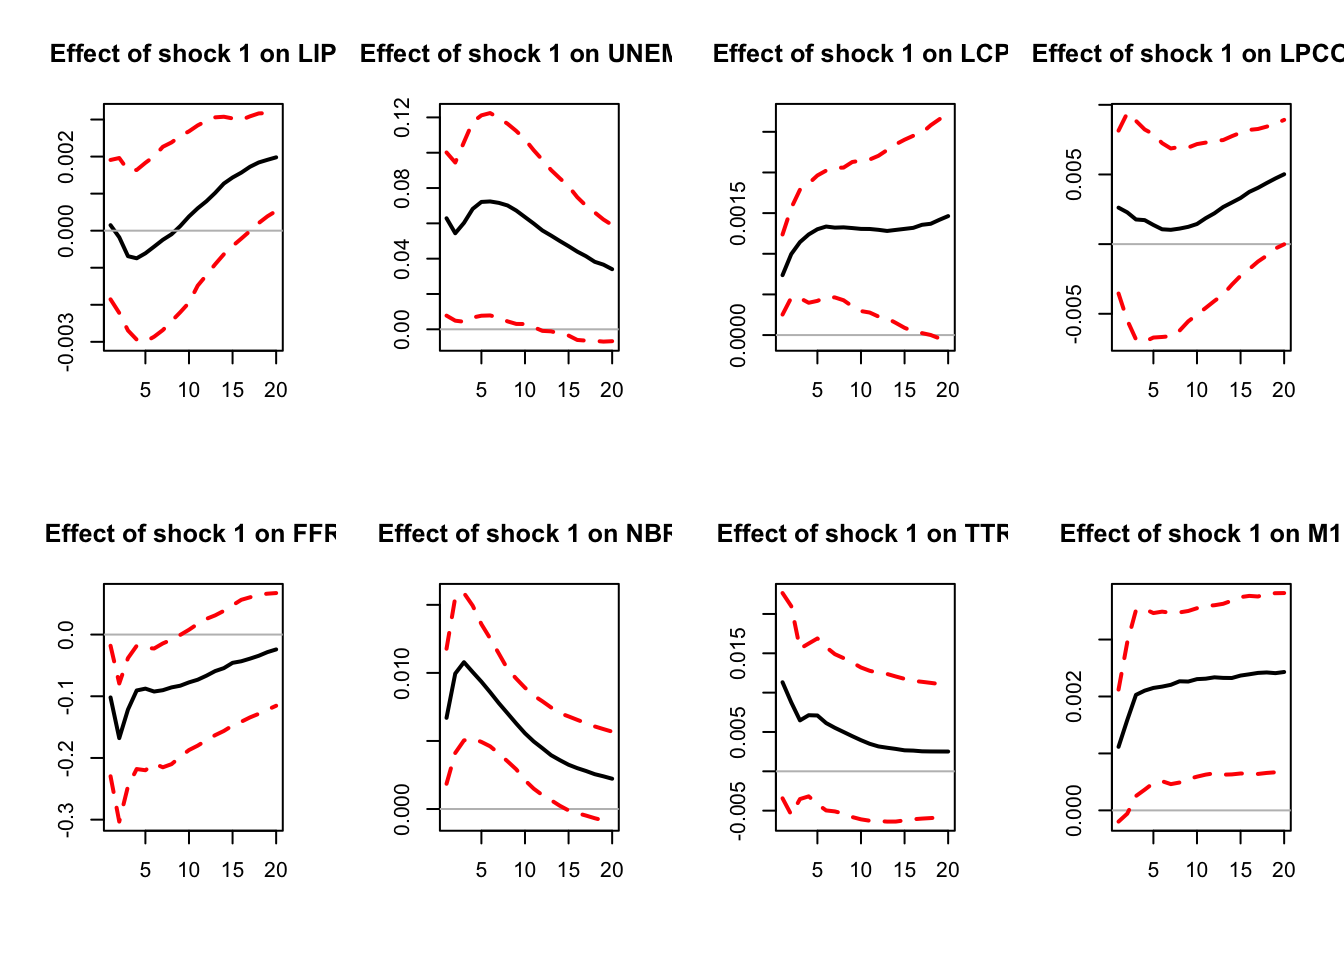 Effect of shock 1 on LIP
Effect of shock 1 on UNEM
Effect of shock 1 on LCP
Effect of shock 1 on LPCO
0.002
0.000
-0.003
5 10 15 20
0.12
0.08
0.04
0.00
5 10 15 20
0.0015
0.0000
5 10 15 20
0.005
-0.005
5 10 15 20
Effect of shock 1 on FFR
Effect of shock 1 on NBR
Effect of shock 1 on TTR
Effect of shock 1 on M1
0.0
-0.1
-0.2
-0.3
5 10 15 20
0.010
0.000
5 10 15 20
0.015
0.005
-0.005
5 10 15 20
0.002
0.000
5 10 15 20